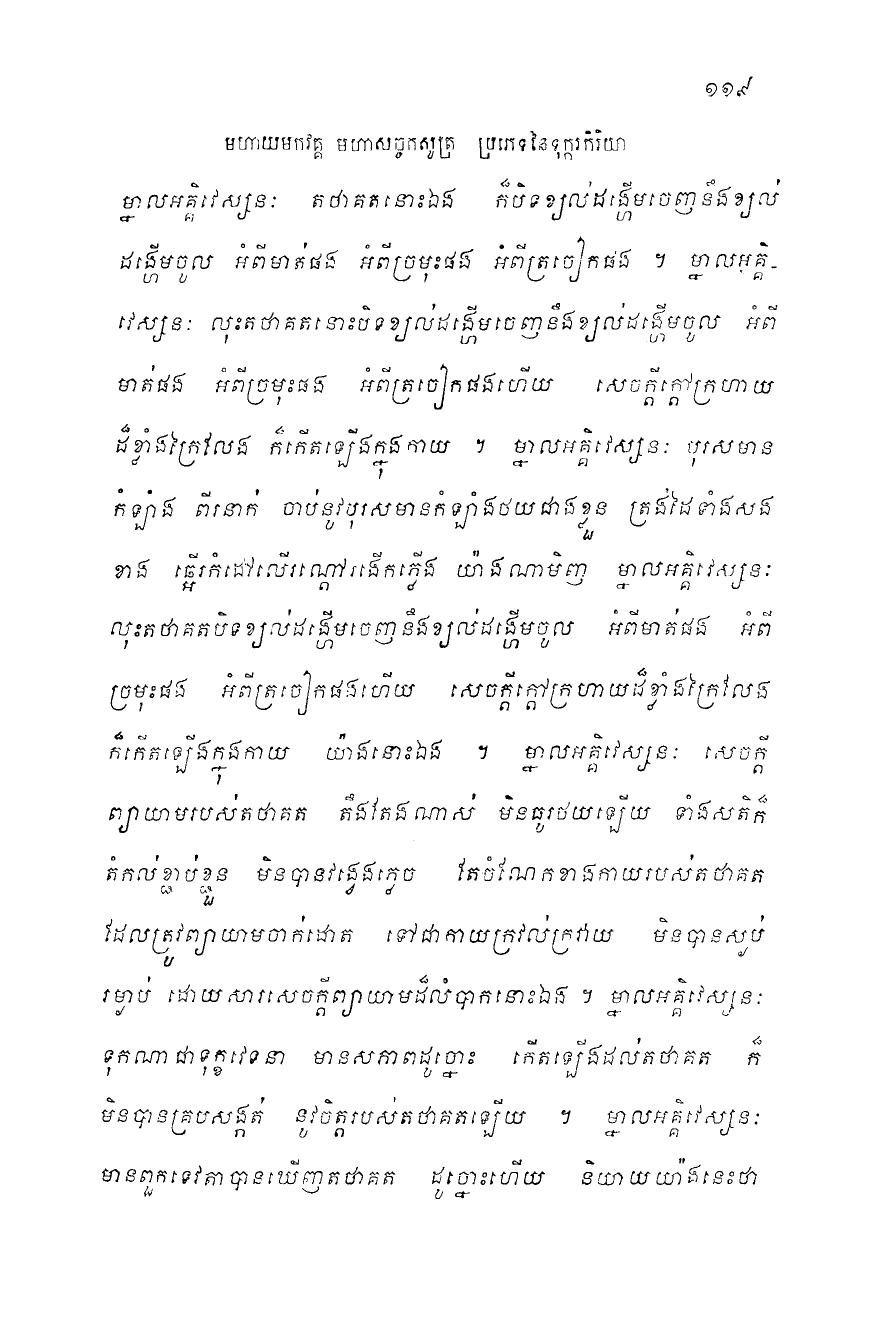 ១១៩
មហាយមកវគ្គ មហាសច្ចកសូត្រ ប្រភេទនៃទុក្ករកិរិយា
ម្នាលអគ្គិវេស្សនៈ តថាគតនោះឯង ក៏បិទខ្យល់ដង្ហើមចេញនឹងខ្យល់
ដង្ហើមចូល អំពីមាត់ផង អំពីច្រមុះផង អំពីត្រចៀកផង ។ ម្នាលអគ្គិ-
វេស្សនៈ លុះតថាគតនោះបិទខ្យល់ដង្ហើមចេញនឹងខ្យល់ដង្ហើមចូល អំពី
មាត់ផង អំពីច្រមុះផង អំពីត្រចៀកផងហើយ សេចក្តីក្តៅក្រហាយ
ដ៏ខ្លាំងក្រៃលែង ក៏កើតឡើងក្នុងកាយ ។ ម្នាលអគ្គិវេស្សនៈ បុរសមាន
កំឡាំង ពីរនាក់ ចាប់នូវបុរសមានកំឡាំងថយជាងខ្លួន ត្រង់ដៃទាំងសង
ខាង ធ្អើរកំដៅលើរណ្តៅរងើកភ្លើង យ៉ាងណាមិញ ម្នាលអគ្គិវេស្សនៈ
លុះតថាគតបិទខ្យល់ដង្ហើមចេញនឹងខ្យល់ដង្ហើមចូល អំពីមាត់ផង អំពី
ច្រមុះផង អំពីត្រចៀកផងហើយ សេចក្តីក្តៅក្រហាយដ៏ខ្លាំងក្រៃលែង
ក៏កើតឡើងក្នុងកាយ យ៉ាងនោះឯង ។ ម្នាលអគ្គិវេស្សនៈ សេចក្តី
ព្យាយាមរបស់តថាគត តឹងតែងណាស់ មិនធូរថយឡើយ ទាំងសតិក៏
តំកល់ខ្ជាប់ខ្ជួន មិនបានវង្វេងភ្លេច តែចំណែកខាងកាយរបស់តថាគត
ដែលត្រូវព្យាយាមចាក់ដោត ទៅជាកាយក្រវល់ក្រវាយ មិនបានស្ងប់
រម្ងាប់ ដោយសារសេចក្តីព្យាយាមដ៏លំបាកនោះឯង ។ ម្នាលអគ្គិវេស្សនៈ
ទុកណាជាទុក្ខវេទនា មានសភាពដូច្នោះ កើតឡើងដល់តថាគត ក៏
មិនបានគ្របសង្កត់ នូវចិត្តរបស់តថាគតឡើយ ។ ម្នាលអគ្គិវេស្សនៈ
មានពួកទេវតាបានឃើញតថាគត ដូច្នោះហើយ និយាយយ៉ាងនេះថា